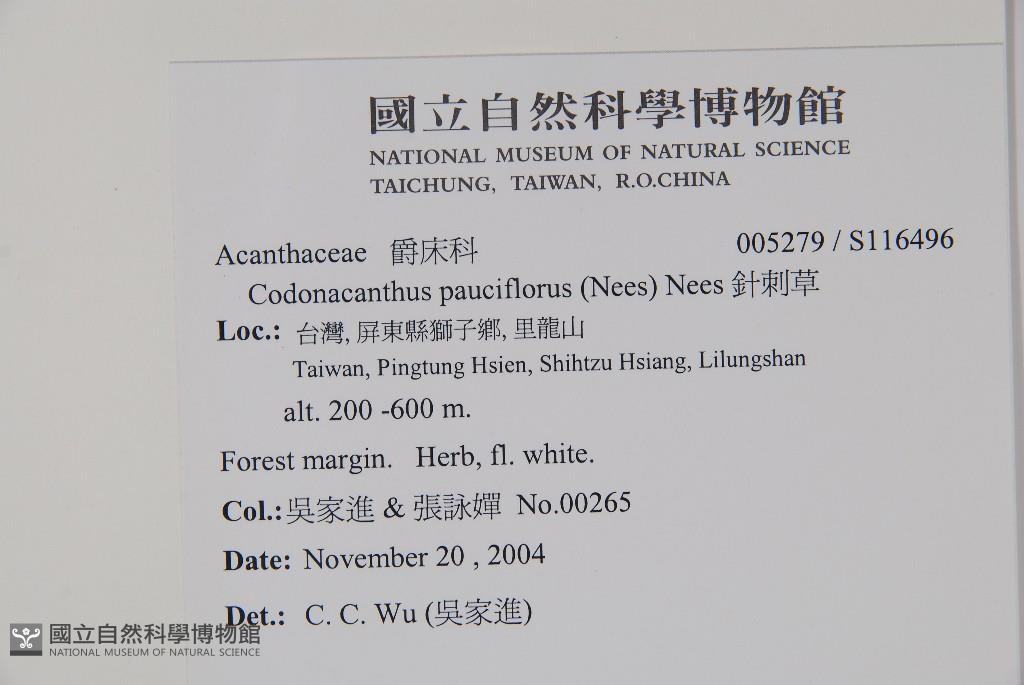 國立自然科學博物館
NATIONAL MUSEUM OF NATURAL SCIENCE
TAICHUNG, TAIWAN, R.O.CHINA
Acanthaceae 爵床科 005279 / S116496
Codonacanthus pauciflorus (Nees) Nees 針刺草
Loc.: 台灣, 屏東縣獅子鄉, 里龍山
Taiwan, Pingtung Hsien, Shihtzu Hsiang, Lilungshan
alt. 200 -600 m.
Forest margin. Herb, fl. white.
Col.: 吳家進 & 張詠嬋 No.00265
Date: November 20 , 2004
Det.: C. C. Wu (吳家進)
國立自然科學博物館
NATIONAL MUSEUM OF NATURAL SCIENCE